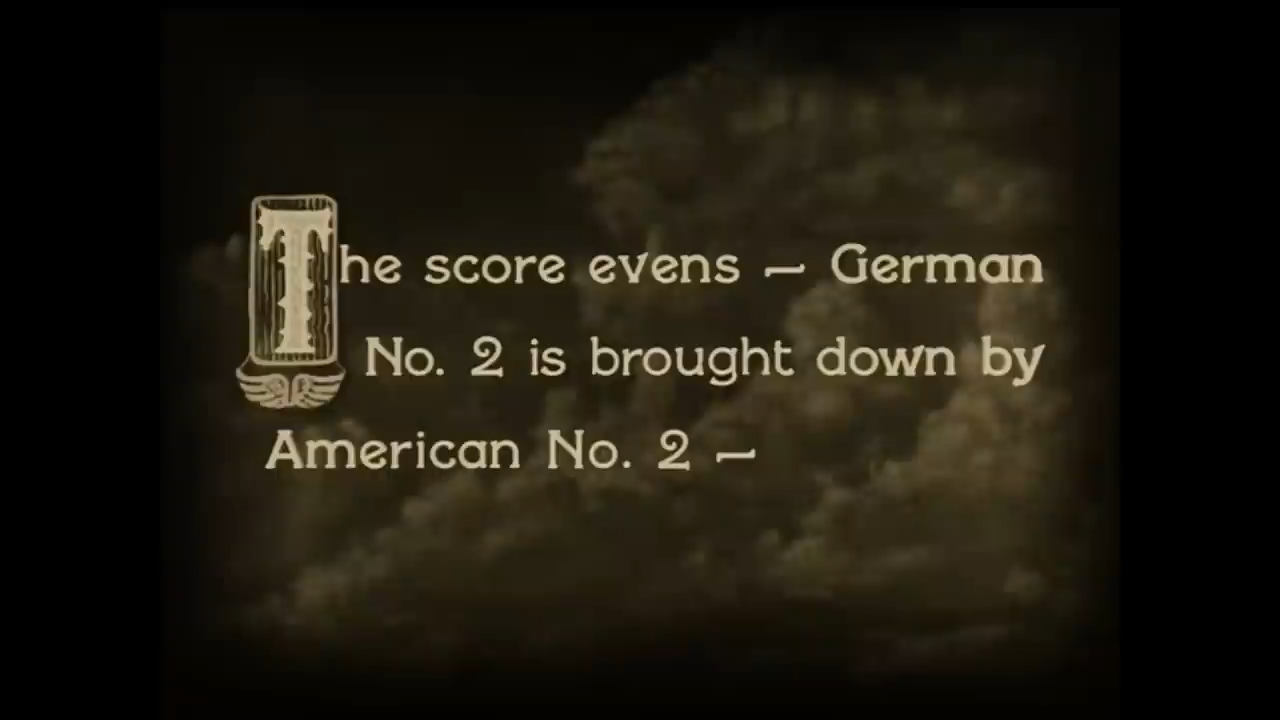 The score evens — German
No. 2 is brought down by
American No. 2 —